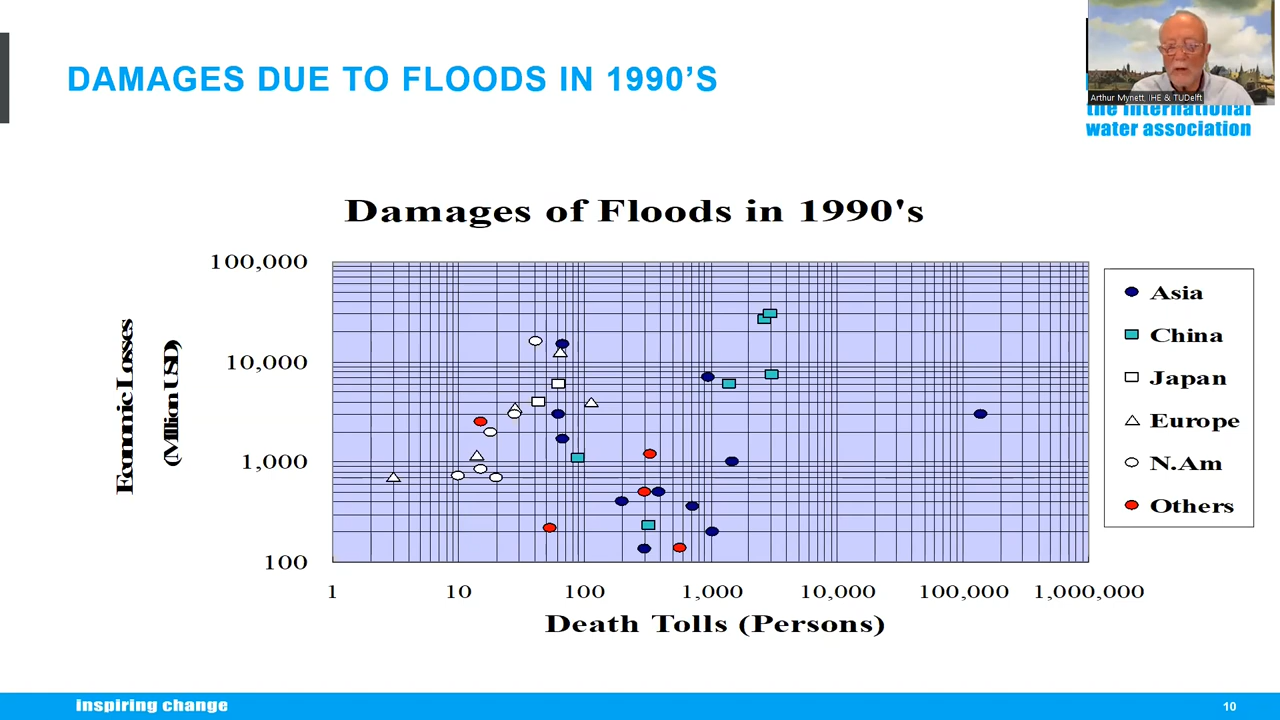 DAMAGES DUE TO FLOODS IN 1990'S
Arthur Mynett, IHE & TUDelft
the international
water association
Damages of Floods in 1990's
Economic Losses
(Million USD)
100,000
10,000
1,000
100
1 10 100 1,000 10,000 100,000 1,000,000
Death Tolls (Persons)
Asia
China
Japan
Europe
N.Am
Others
inspiring change
10